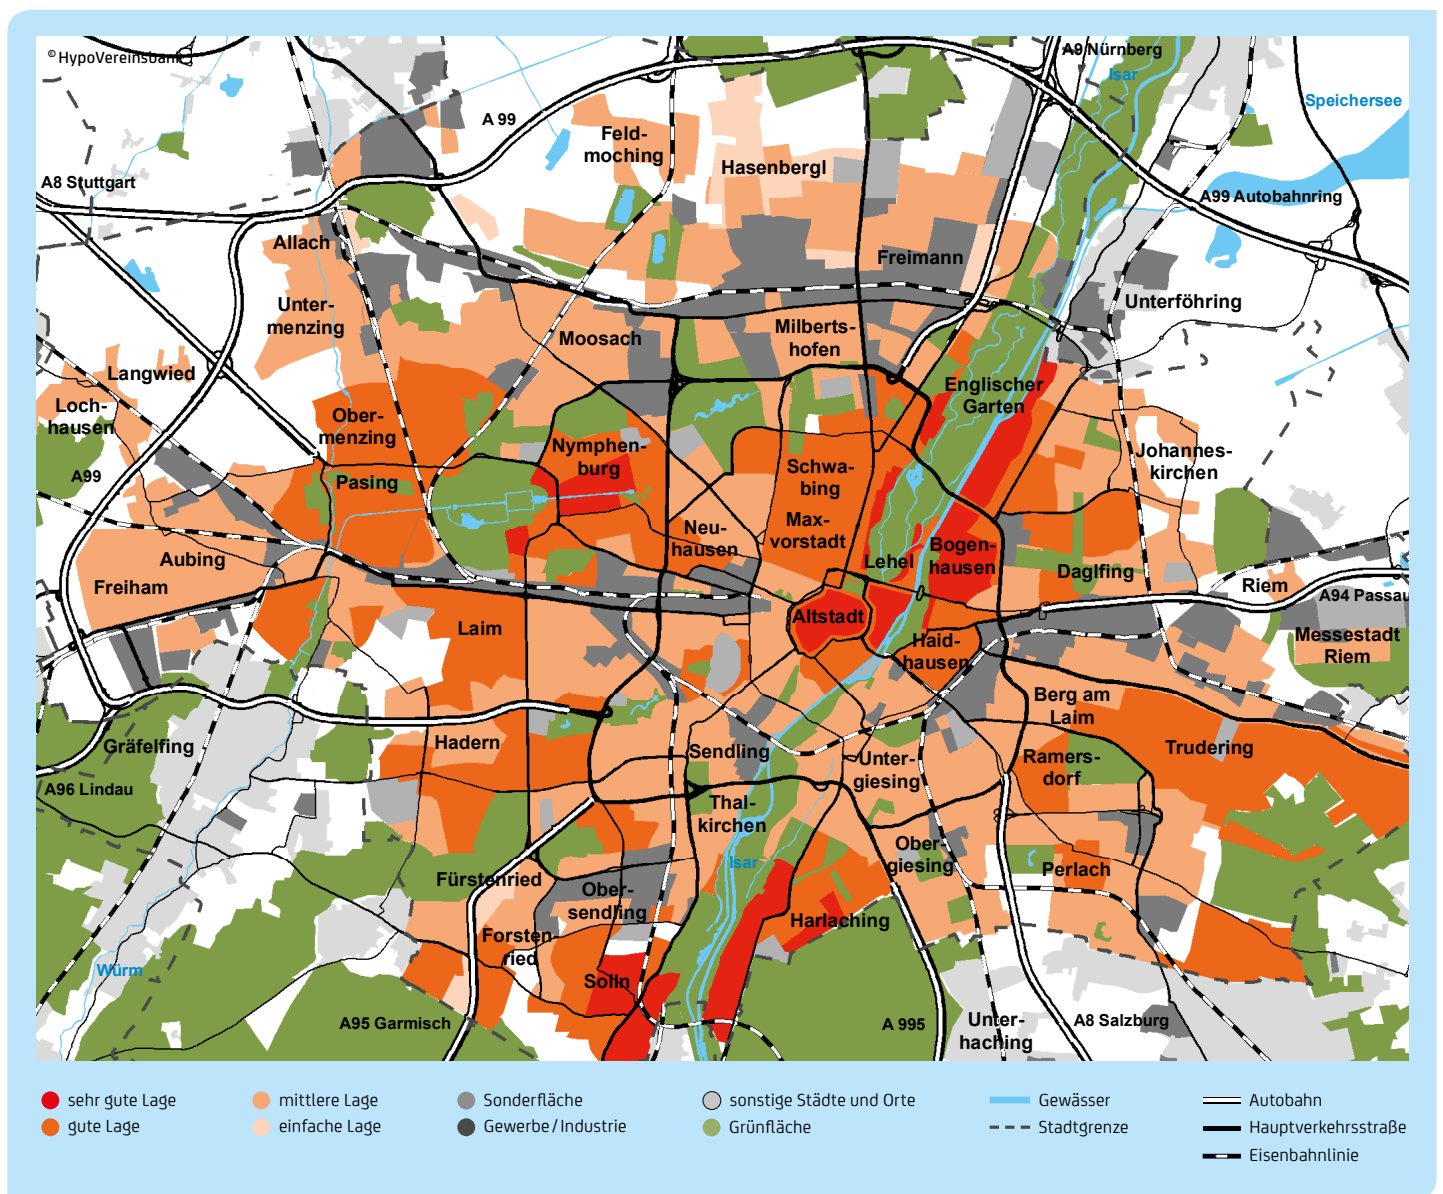 © HypoVereinsbank
A9 Nürnberg
Isar
Speichersee
A 99
Feld-
moching
Hasenbergl
A8 Stuttgart
A99 Autobahnring
Allach
Freimann
Unter-
menzing
Unterföhring
Moosach
Milberts-
hofen
Langwied
Englischer
Garten
Loch-
hausen
Ober-
menzing
Nymphen-
burg
Johannes-
kirchen
A99
Pasing
Schwa-
bing
Max-
vorstadt
Neu-
hausen
Bogen-
hausen
Lehel
Aubing
Daglfing
Freiham
Riem
A94 Passau
Altstadt
Laim
Haid-
hausen
Messestadt
Riem
Berg am
Laim
Gräfelfing
Hadern
Sendling
Unter-
giesing
Ramers-
dorf
Trudering
A96 Lindau
Thal-
kirchen
Isar
Ober
giesing
Perlach
Fürstenried
Ober-
sendling
Harlaching
Forsten-
ried
Würm
Solln
A95 Garmisch
A 995
Unter-
haching
A8 Salzburg
sehr gute Lage
mittlere Lage
Sonderfläche
sonstige Städte und Orte
Gewässer
Autobahn
gute Lage
einfache Lage
Gewerbe/Industrie
Grünfläche
Stadtgrenze
Hauptverkehrsstraße
Eisenbahnlinie